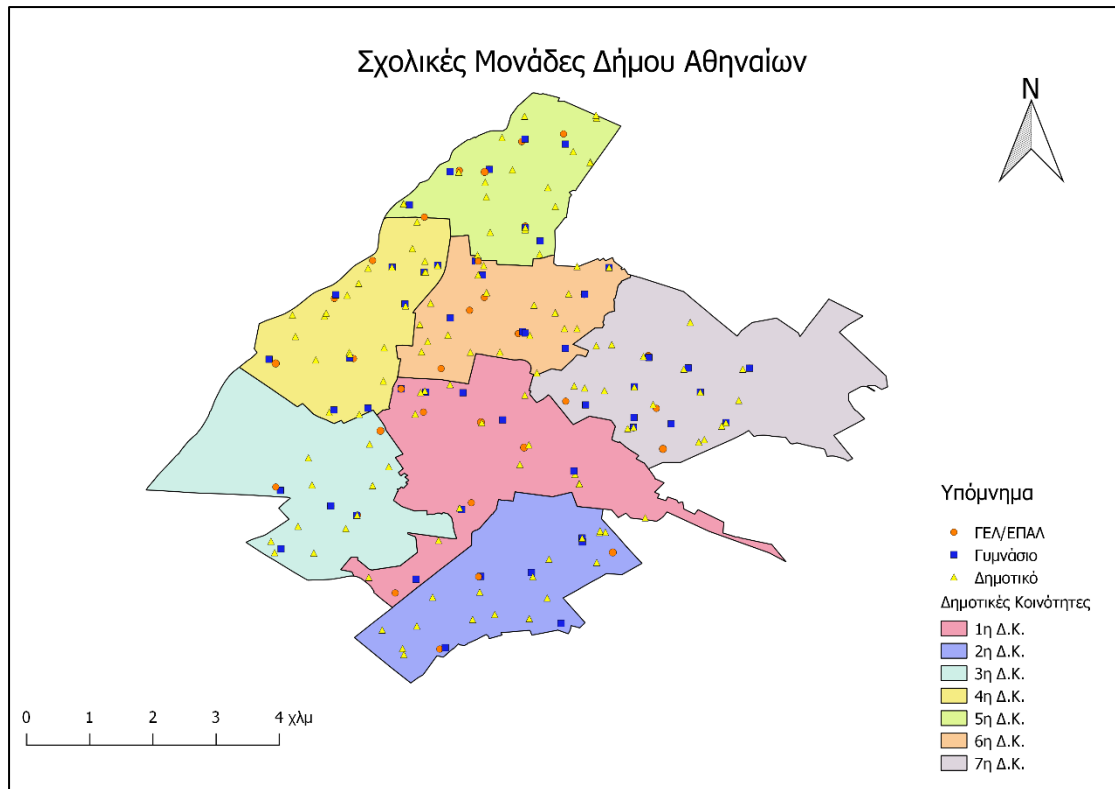 Σχολικές Μονάδες Δήμου Αθηναίων
N
Υπόμνημα
ΓΕΛ/ΕΠΑΛ
Γυμνάσιο
Δημοτικό
Δημοτικές Κοινότητες
1η Δ.Κ.
2η Δ.Κ.
3η Δ.Κ.
4η Δ.Κ.
5η Δ.Κ.
6η Δ.Κ.
7η Δ.Κ.
0 1 2 3 4 χλμ